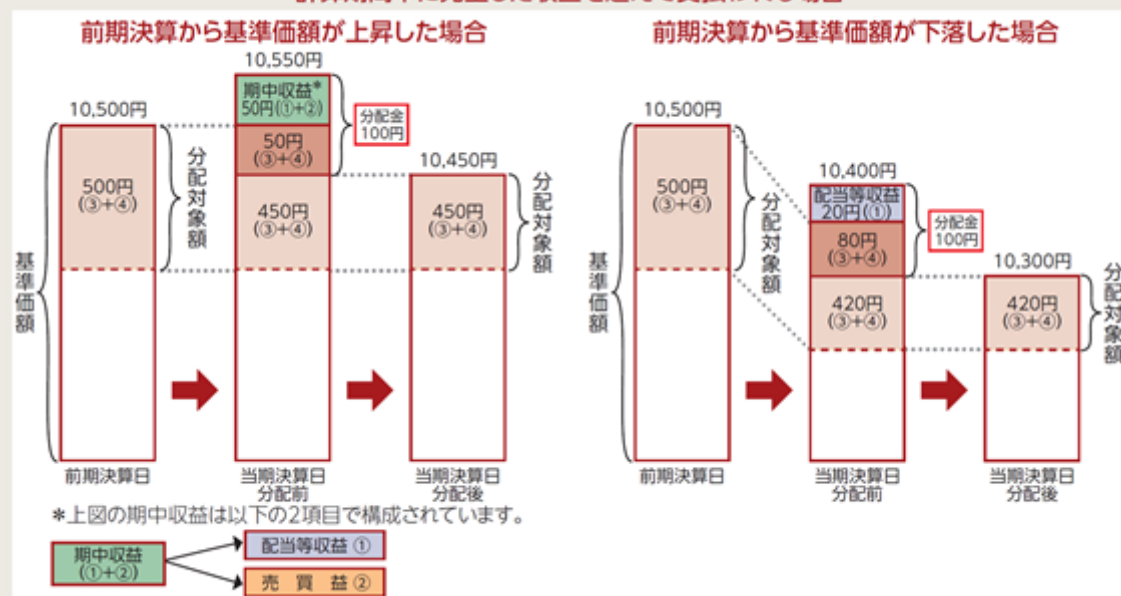 前期決算から基準価額が上昇した場合
10,500円
500円
(③+④)
分配対象額
基準価額
前期決算日
10,550円
期中収益*
50円(①+②)
50円
(③+④)
450円
(③+④)
分配金
100円
当期決算日
分配前
10,450円
450円
(③+④)
分配対象額
当期決算日
分配後
前期決算から基準価額が下落した場合
10,500円
500円
(③+④)
分配対象額
基準価額
前期決算日
10,400円
配当等収益
20円(①)
80円
(③+④)
420円
(③+④)
分配金
100円
当期決算日
分配前
10,300円
420円
(③+④)
分配対象額
当期決算日
分配後
*上図の期中収益は以下の2項目で構成されています。
期中収益
(①+②)
配当等収益 ①
売 買 益 ②